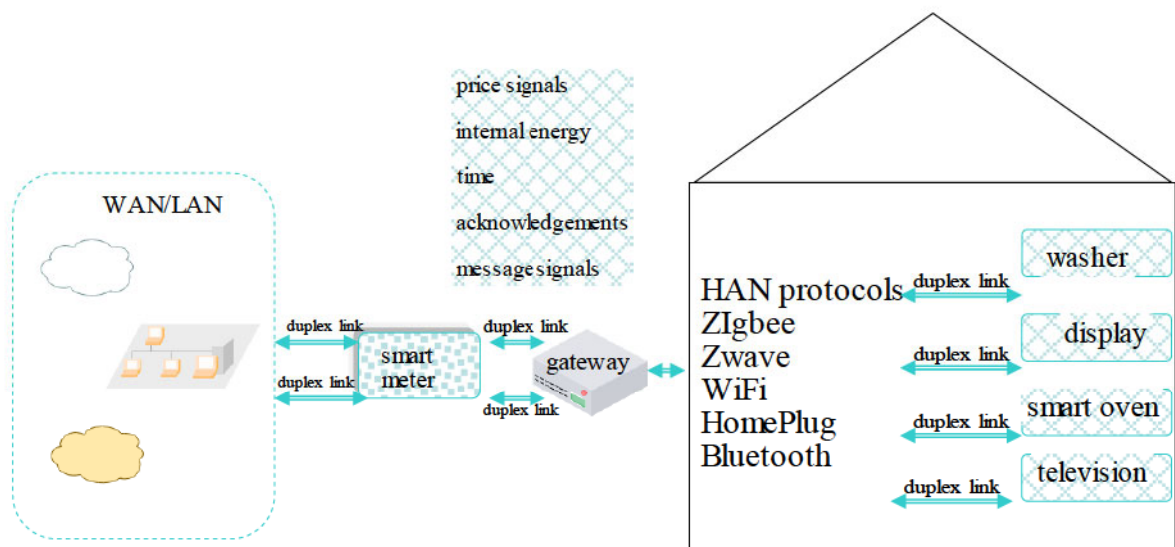 price signals
internal energy
time
acknowledgements
message signals
WAN/LAN
duplex link
duplex link
smart
meter
duplex link
duplex link
gateway
HAN protocols
ZIgbee
Zwave
WiFi
HomePlug
Bluetooth
duplex link
washer
duplex link
display
duplex link
smart oven
duplex link
television